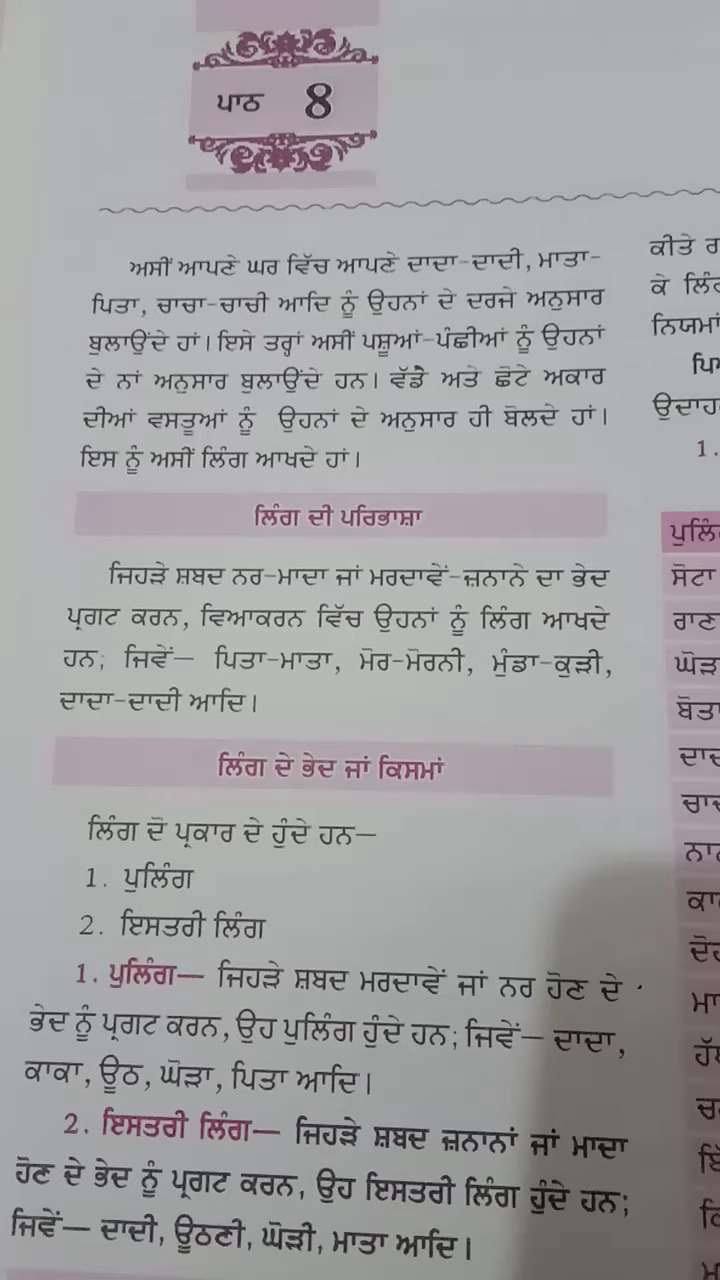 ਪਾਠ 8
ਅਸੀਂ ਆਪਣੇ ਘਰ ਵਿੱਚ ਆਪਣੇ ਦਾਦਾ-ਦਾਦੀ, ਮਾਤਾ-
ਪਿਤਾ, ਚਾਚਾ-ਚਾਚੀ ਆਦਿ ਨੂੰ ਉਹਨਾਂ ਦੇ ਦਰਜੇ ਅਨੁਸਾਰ
ਬੁਲਾਉਂਦੇ ਹਾਂ। ਇਸੇ ਤਰ੍ਹਾਂ ਅਸੀਂ ਪਸ਼ੂਆਂ-ਪੰਛੀਆਂ ਨੂੰ ਉਹਨਾਂ
ਦੇ ਨਾਂ ਅਨੁਸਾਰ ਬੁਲਾਉਂਦੇ ਹਨ। ਵੱਡੇ ਅਤੇ ਛੋਟੇ ਅਕਾਰ
ਦੀਆਂ ਵਸਤੂਆਂ ਨੂੰ ਉਹਨਾਂ ਦੇ ਅਨੁਸਾਰ ਹੀ ਬੋਲਦੇ ਹਾਂ।
ਇਸ ਨੂੰ ਅਸੀਂ ਲਿੰਗ ਆਖਦੇ ਹਾਂ।
ਲਿੰਗ ਦੀ ਪਰਿਭਾਸ਼ਾ
ਜਿਹੜੇ ਸ਼ਬਦ ਨਰ-ਮਾਦਾ ਜਾਂ ਮਰਦਾਵੇਂ-ਜ਼ਨਾਨੇ ਦਾ ਭੇਦ
ਪ੍ਰਗਟ ਕਰਨ, ਵਿਆਕਰਨ ਵਿੱਚ ਉਹਨਾਂ ਨੂੰ ਲਿੰਗ ਆਖਦੇ
ਹਨ; ਜਿਵੇਂ— ਪਿਤਾ-ਮਾਤਾ, ਮੋਰ-ਮੋਰਨੀ, ਮੁੰਡਾ-ਕੁੜੀ,
ਦਾਦਾ-ਦਾਦੀ ਆਦਿ।
ਲਿੰਗ ਦੇ ਭੇਦ ਜਾਂ ਕਿਸਮਾਂ
ਲਿੰਗ ਦੋ ਪ੍ਰਕਾਰ ਦੇ ਹੁੰਦੇ ਹਨ—
1. ਪੁਲਿੰਗ
2. ਇਸਤਰੀ ਲਿੰਗ
1. ਪੁਲਿੰਗ— ਜਿਹੜੇ ਸ਼ਬਦ ਮਰਦਾਵੇਂ ਜਾਂ ਨਰ ਹੋਣ ਦੇ
ਭੇਦ ਨੂੰ ਪ੍ਰਗਟ ਕਰਨ, ਉਹ ਪੁਲਿੰਗ ਹੁੰਦੇ ਹਨ; ਜਿਵੇਂ— ਦਾਦਾ,
ਕਾਕਾ, ਊਠ, ਘੋੜਾ, ਪਿਤਾ ਆਦਿ।
2. ਇਸਤਰੀ ਲਿੰਗ— ਜਿਹੜੇ ਸ਼ਬਦ ਜ਼ਨਾਨਾਂ ਜਾਂ ਮਾਦਾ
ਹੋਣ ਦੇ ਭੇਦ ਨੂੰ ਪ੍ਰਗਟ ਕਰਨ, ਉਹ ਇਸਤਰੀ ਲਿੰਗ ਹੁੰਦੇ ਹਨ;
ਜਿਵੇਂ— ਦਾਦੀ, ਊਠਣੀ, ਘੋੜੀ, ਮਾਤਾ ਆਦਿ।
ਕੀਤੇ
ਕੇ
1.
ਸੋਟਾ